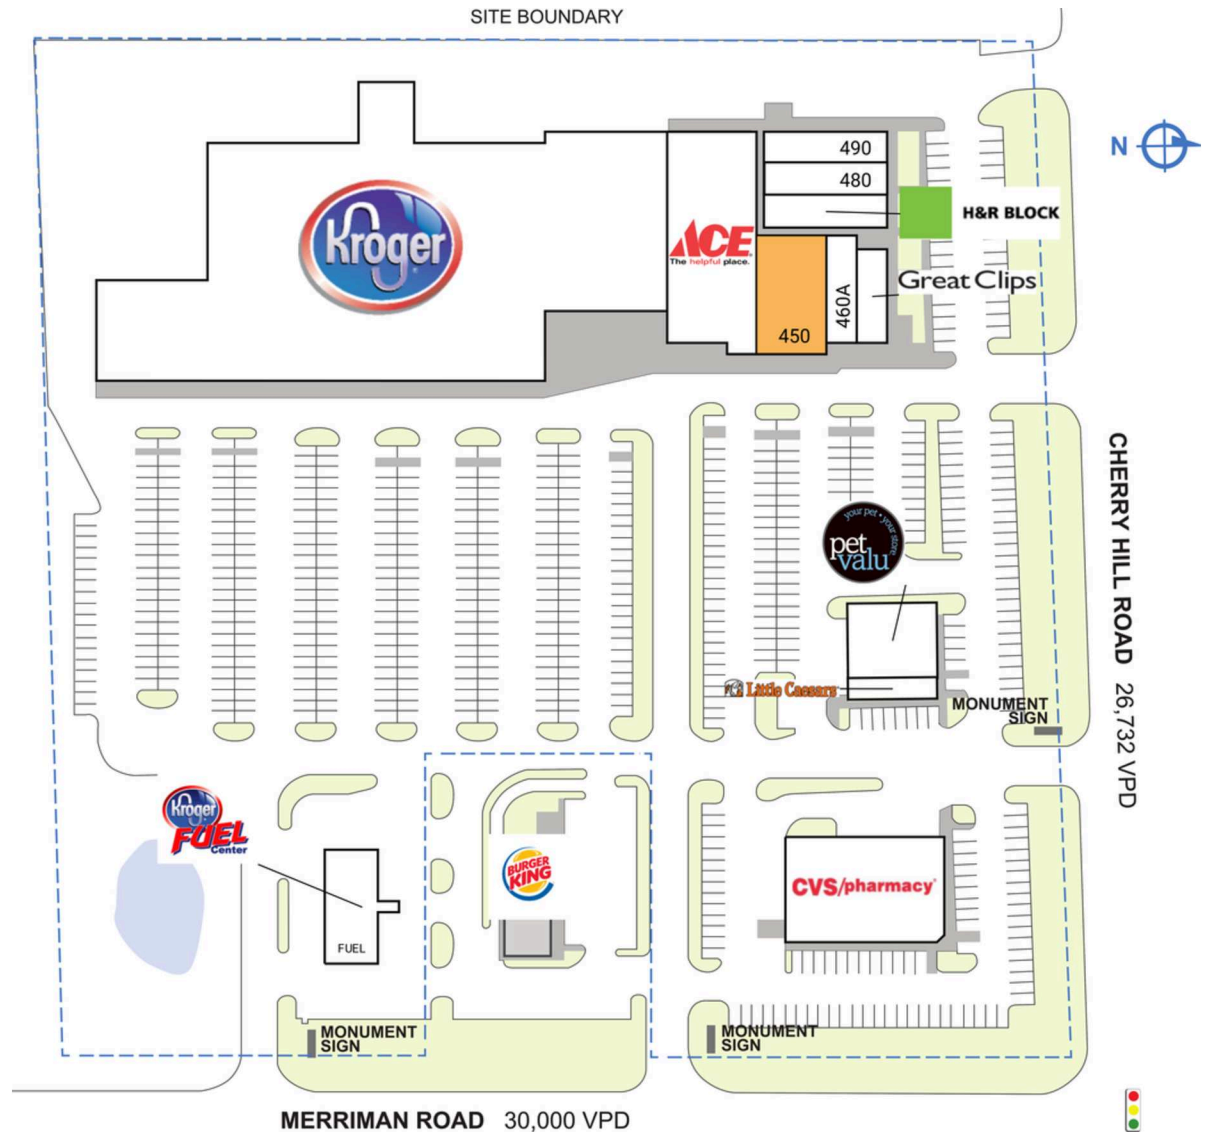 SITE BOUNDARY
N
490
480
H&R BLOCK
Kroger
ACE
The helpful place.
Great Clips
460A
450
CHERRY HILL ROAD 26,732 VPD
your pet • your store
pet
valu
Little Caesars
MONUMENT
SIGN
Kroger
FUEL
Center
BURGER
KING
CVS/pharmacy
FUEL
MONUMENT
SIGN
MONUMENT
SIGN
MERRIMAN ROAD 30,000 VPD